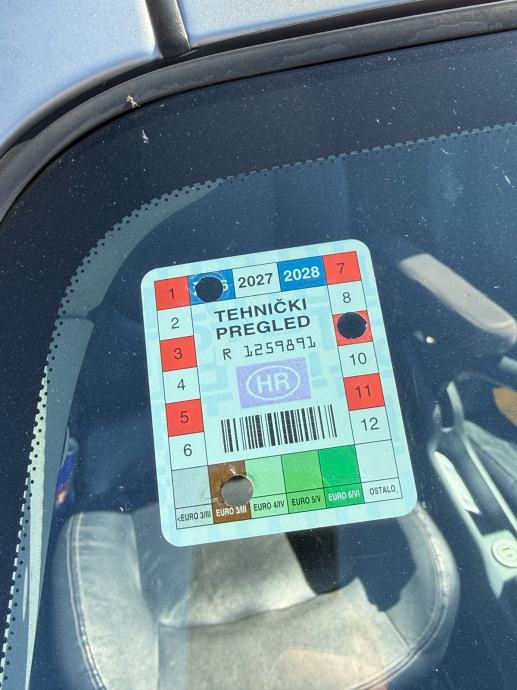 1 2027 2028 7
2 TEHNIČKI 8
PREGLED
3 R 1259891
4 HR 10
5 11
6 12
<EURO 3/III EURO 3/III EURO 4/IV EURO 5/V EURO 6/VI OSTALO